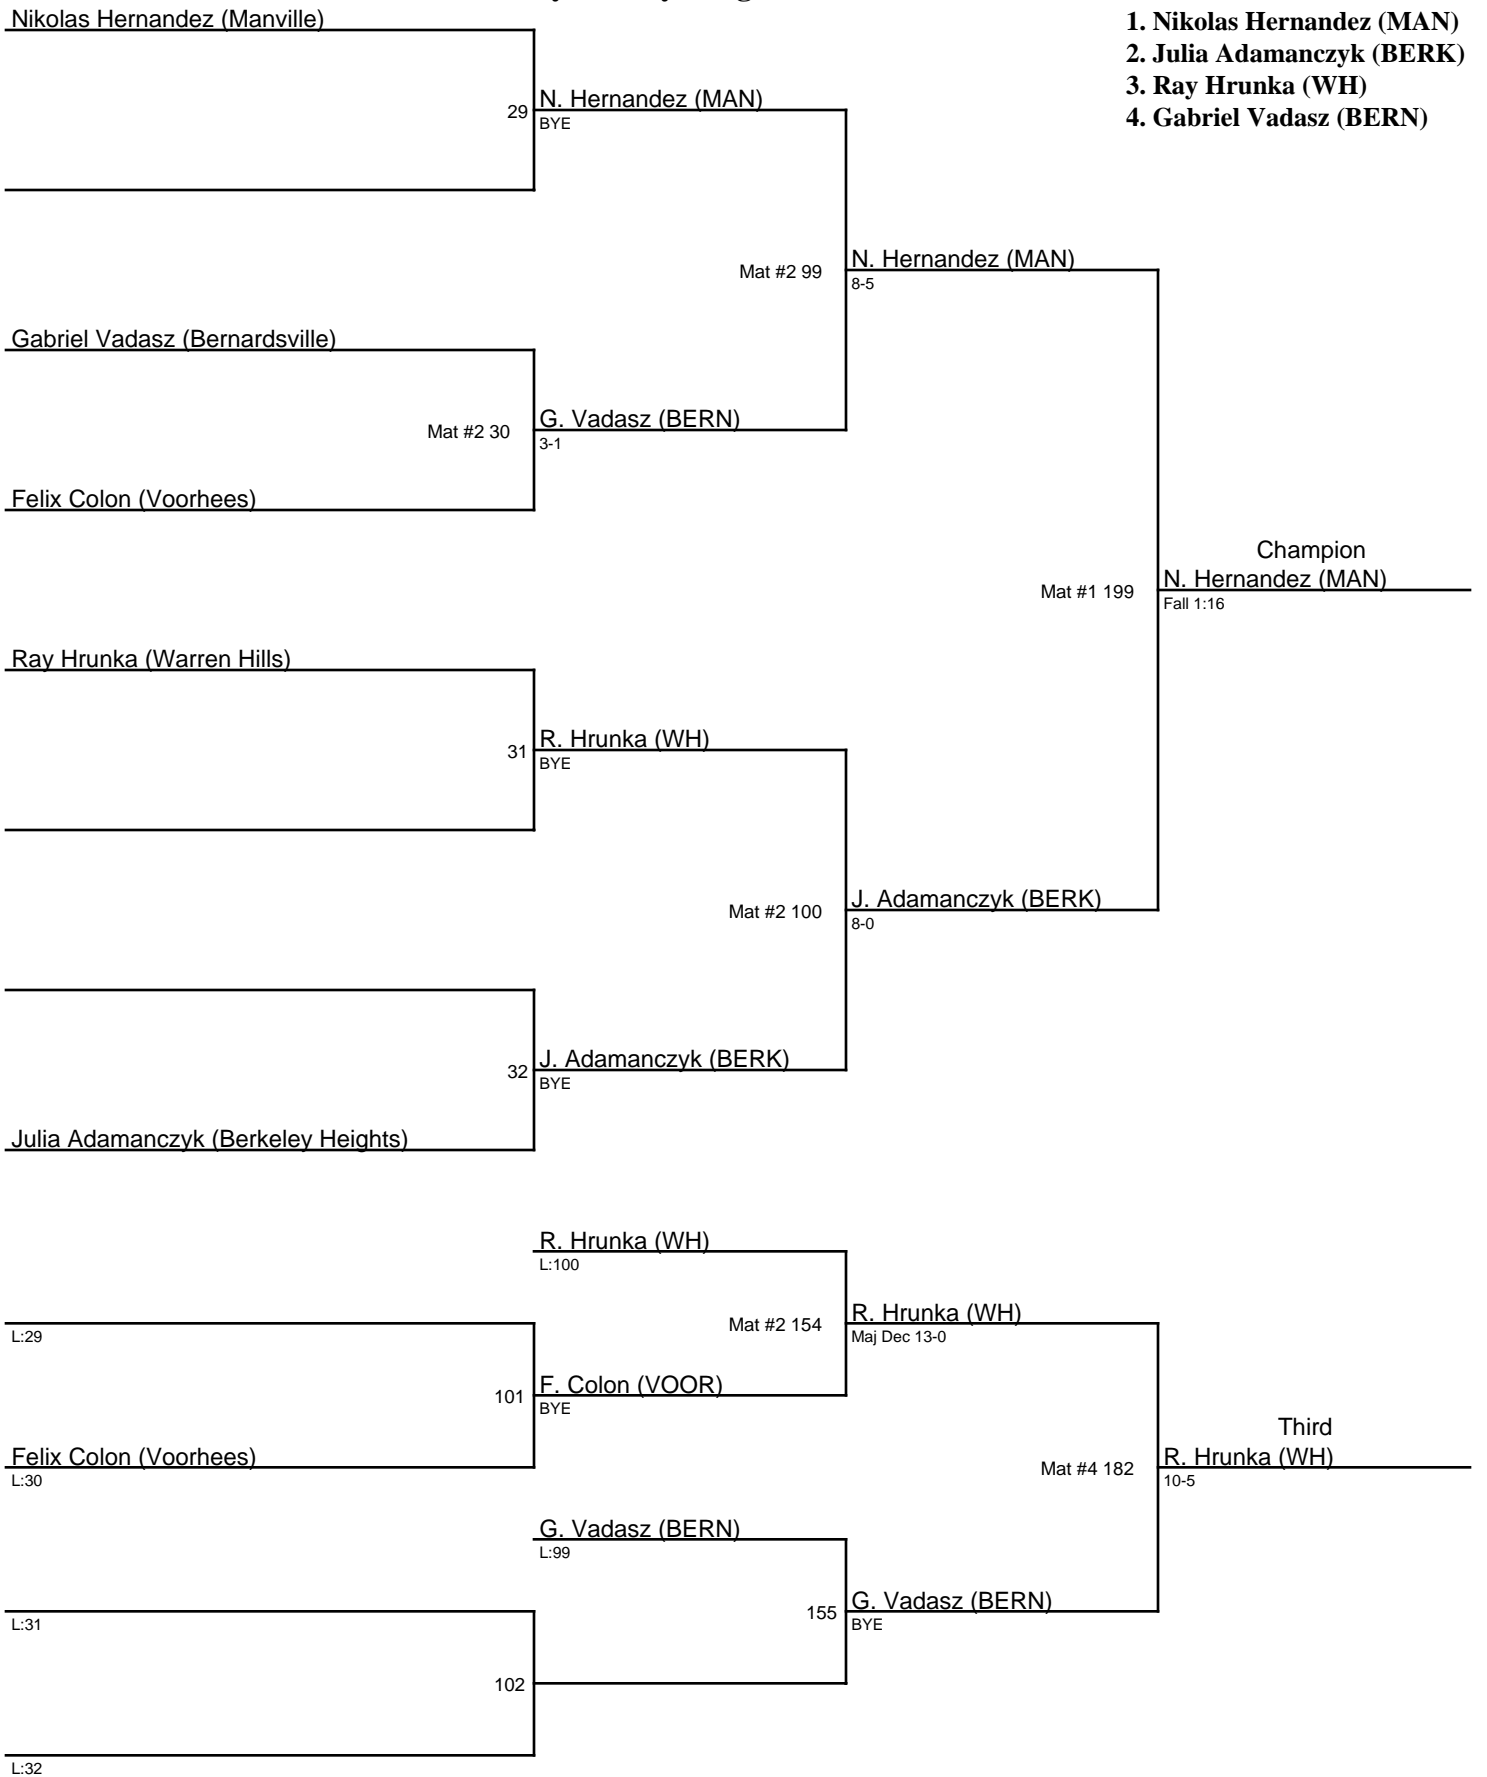 Nikolas Hernandez (Manville)
1. Nikolas Hernandez (MAN)
2. Julia Adamanczyk (BERK)
3. Ray Hrunka (WH)
4. Gabriel Vadasz (BERN)
29 N. Hernandez (MAN)
BYE
Mat #2 99 N. Hernandez (MAN)
8-5
Gabriel Vadasz (Bernardsville)
Mat #2 30 G. Vadasz (BERN)
3-1
Felix Colon (Voorhees)
Champion
Mat #1 199 N. Hernandez (MAN)
Fall 1:16
Ray Hrunka (Warren Hills)
31 R. Hrunka (WH)
BYE
Mat #2 100 J. Adamanczyk (BERK)
8-0
32 J. Adamanczyk (BERK)
BYE
Julia Adamanczyk (Berkeley Heights)
R. Hrunka (WH)
L:100
Mat #2 154 R. Hrunka (WH)
L:29
Maj Dec 13-0
101 F. Colon (VOOR)
BYE
Third
Felix Colon (Voorhees)
L:30
Mat #4 182 R. Hrunka (WH)
10-5
G. Vadasz (BERN)
L:99
155 G. Vadasz (BERN)
L:31
BYE
102
L:32